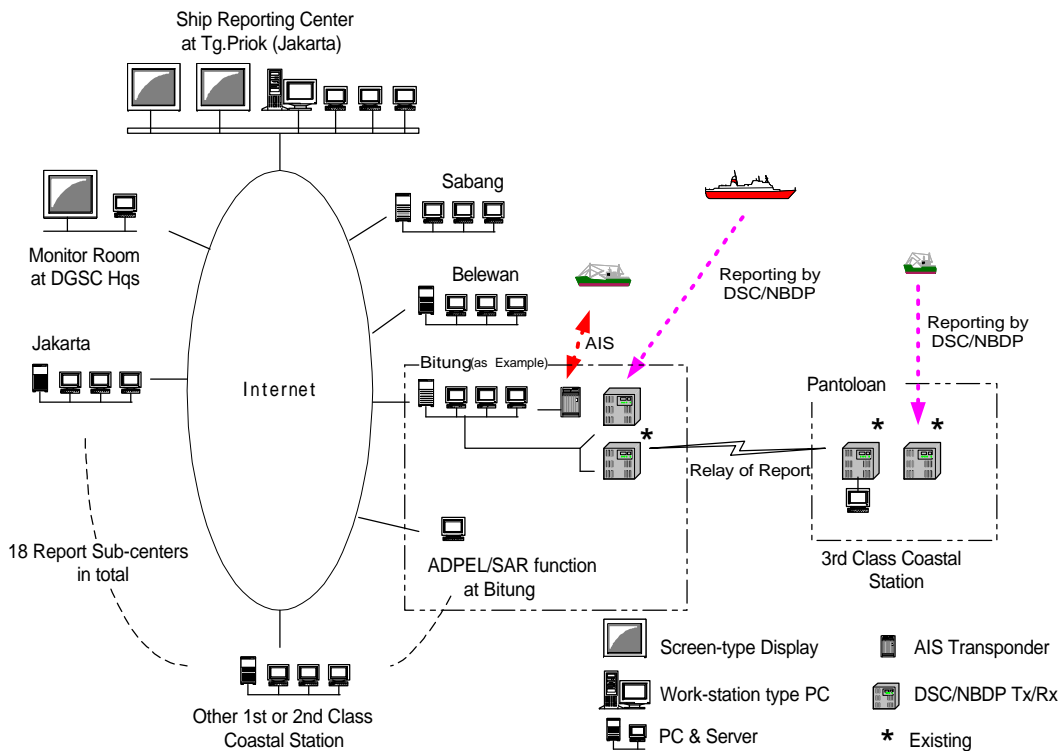 Ship Reporting Center
at Tg.Priok (Jakarta)
Sabang
Monitor Room
at DGSC Hqs
Belewan
Reporting by
DSC/NBDP
Reporting by
DSC/NBDP
AIS
Jakarta
Internet
Bitung(as Example)
Pantoloan
*
*
*
Relay of Report
18 Report Sub-centers
in total
ADPEL/SAR function
at Bitung
3rd Class Coastal
Station
Other 1st or 2nd Class
Coastal Station
Screen-type Display
AIS Transponder
Work-station type PC
DSC/NBDP Tx/Rx
PC & Server
* Existing